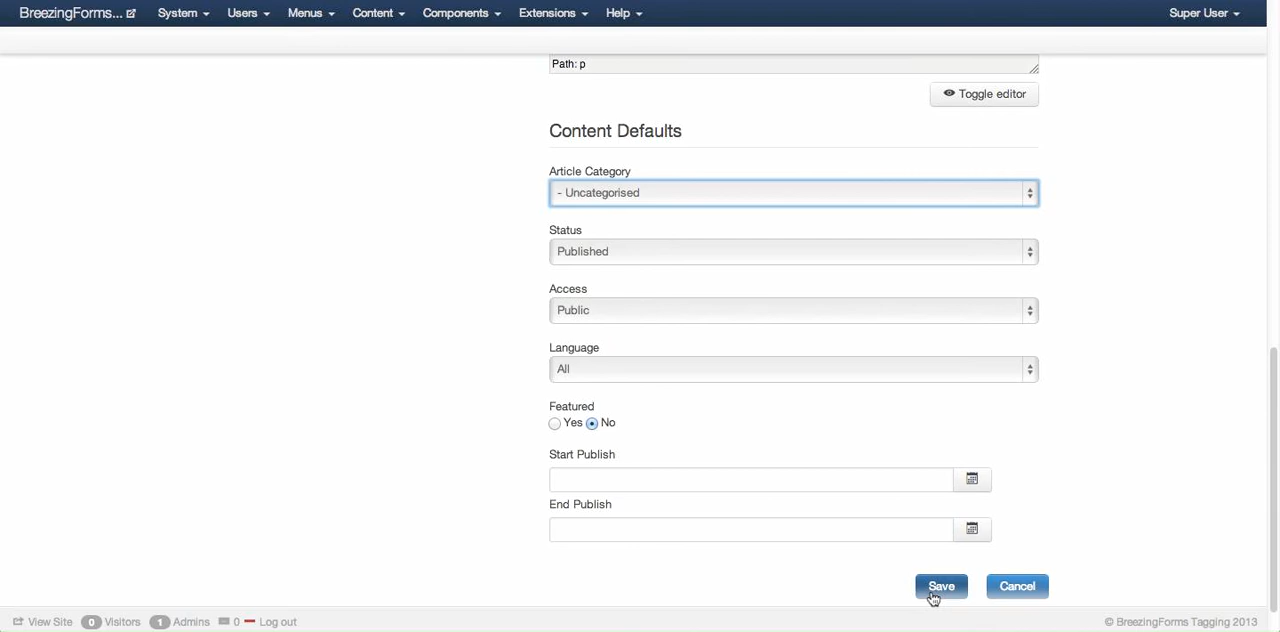 BreezingForms... System Users Menus Content Components Extensions Help Super User
Path: p
Toggle editor
Content Defaults
Article Category
- Uncategorised
Status
Published
Access
Public
Language
All
Featured
Yes No
Start Publish
End Publish
Save Cancel
View Site 0 Visitors 1 Admins 0 Log out © BreezingForms Tagging 2013